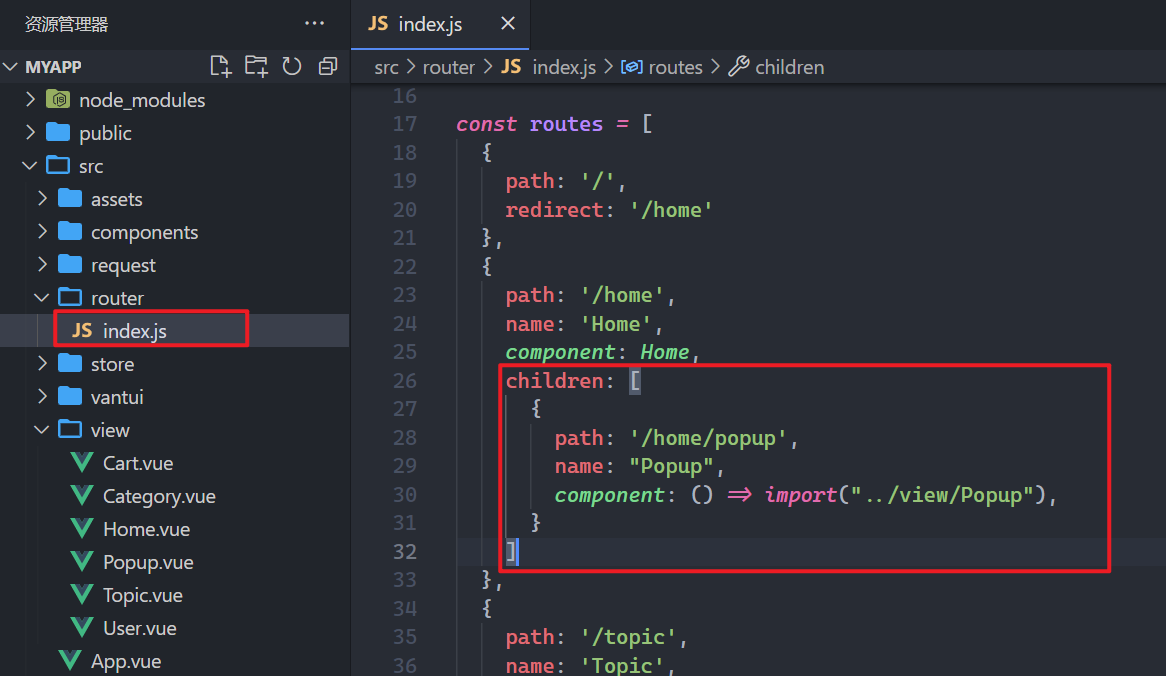 资源管理器 ···
MYAPP
node_modules
public
src
assets
components
request
router
JS index.js
store
vantui
view
Cart.vue
Category.vue
Home.vue
Popup.vue
Topic.vue
User.vue
App.vue
JS index.js ×
src > router > JS index.js > routes > children
16
17 const routes = [
18 {
19 path: '/',
20 redirect: '/home'
21 },
22 {
23 path: '/home',
24 name: 'Home',
25 component: Home,
26 children: [
27 {
28 path: '/home/popup',
29 name: "Popup",
30 component: () => import("../view/Popup"),
31 }
32 ]
33 },
34 {
35 path: '/topic',
36 name: 'Topic',